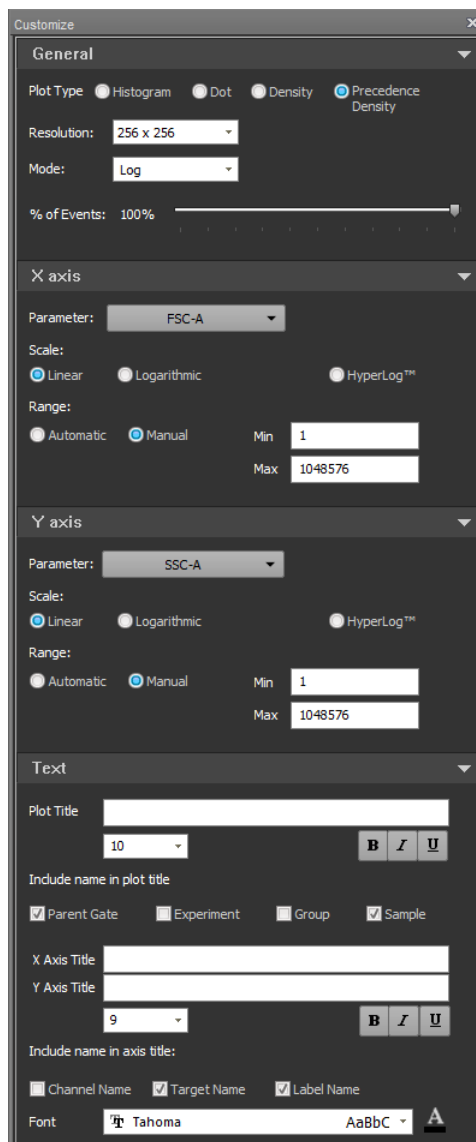 Customize
General
Plot Type Histogram Dot Density Precedence Density
Resolution: 256 x 256
Mode: Log
% of Events: 100%
X axis
Parameter: FSC-A
Scale:
Linear Logarithmic HyperLog™
Range:
Automatic Manual Min 1
Max 1048576
Y axis
Parameter: SSC-A
Scale:
Linear Logarithmic HyperLog™
Range:
Automatic Manual Min 1
Max 1048576
Text
Plot Title
10 B I U
Include name in plot title
Parent Gate Experiment Group Sample
X Axis Title
Y Axis Title
9 B I U
Include name in axis title:
Channel Name Target Name Label Name
Font Tahoma AaBbC A